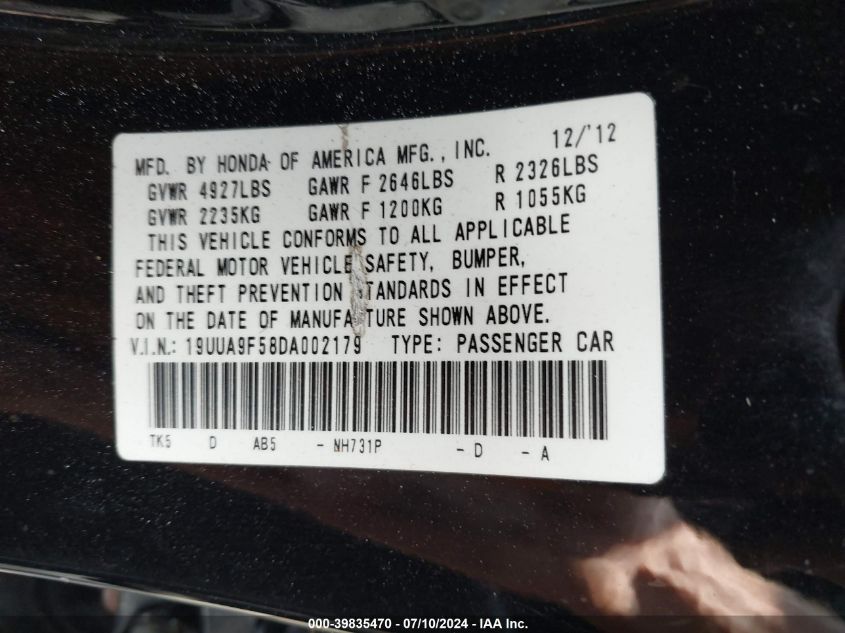 MFD. BY HONDA OF AMERICA MFG., INC. 12/'12
GVWR 4927LBS GAWR F 2646LBS R 2326LBS
GVWR 2235KG GAWR F 1200KG R 1055KG
THIS VEHICLE CONFORMS TO ALL APPLICABLE
FEDERAL MOTOR VEHICLE SAFETY, BUMPER,
AND THEFT PREVENTION STANDARDS IN EFFECT
ON THE DATE OF MANUFACTURE SHOWN ABOVE.
V.I.N.: 19UUA9F58DA002179 TYPE: PASSENGER CAR
TK5 D AB5 - NH731P - D - A
000-39835470 - 07/10/2024 - IAA Inc.